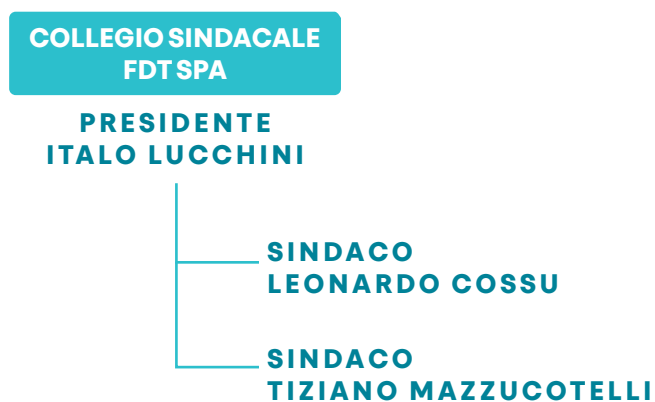 COLLEGIO SINDACALE
FDT SPA
PRESIDENTE
ITALO LUCCHINI
SINDACO
LEONARDO COSSU
SINDACO
TIZIANO MAZZUCOTELLI